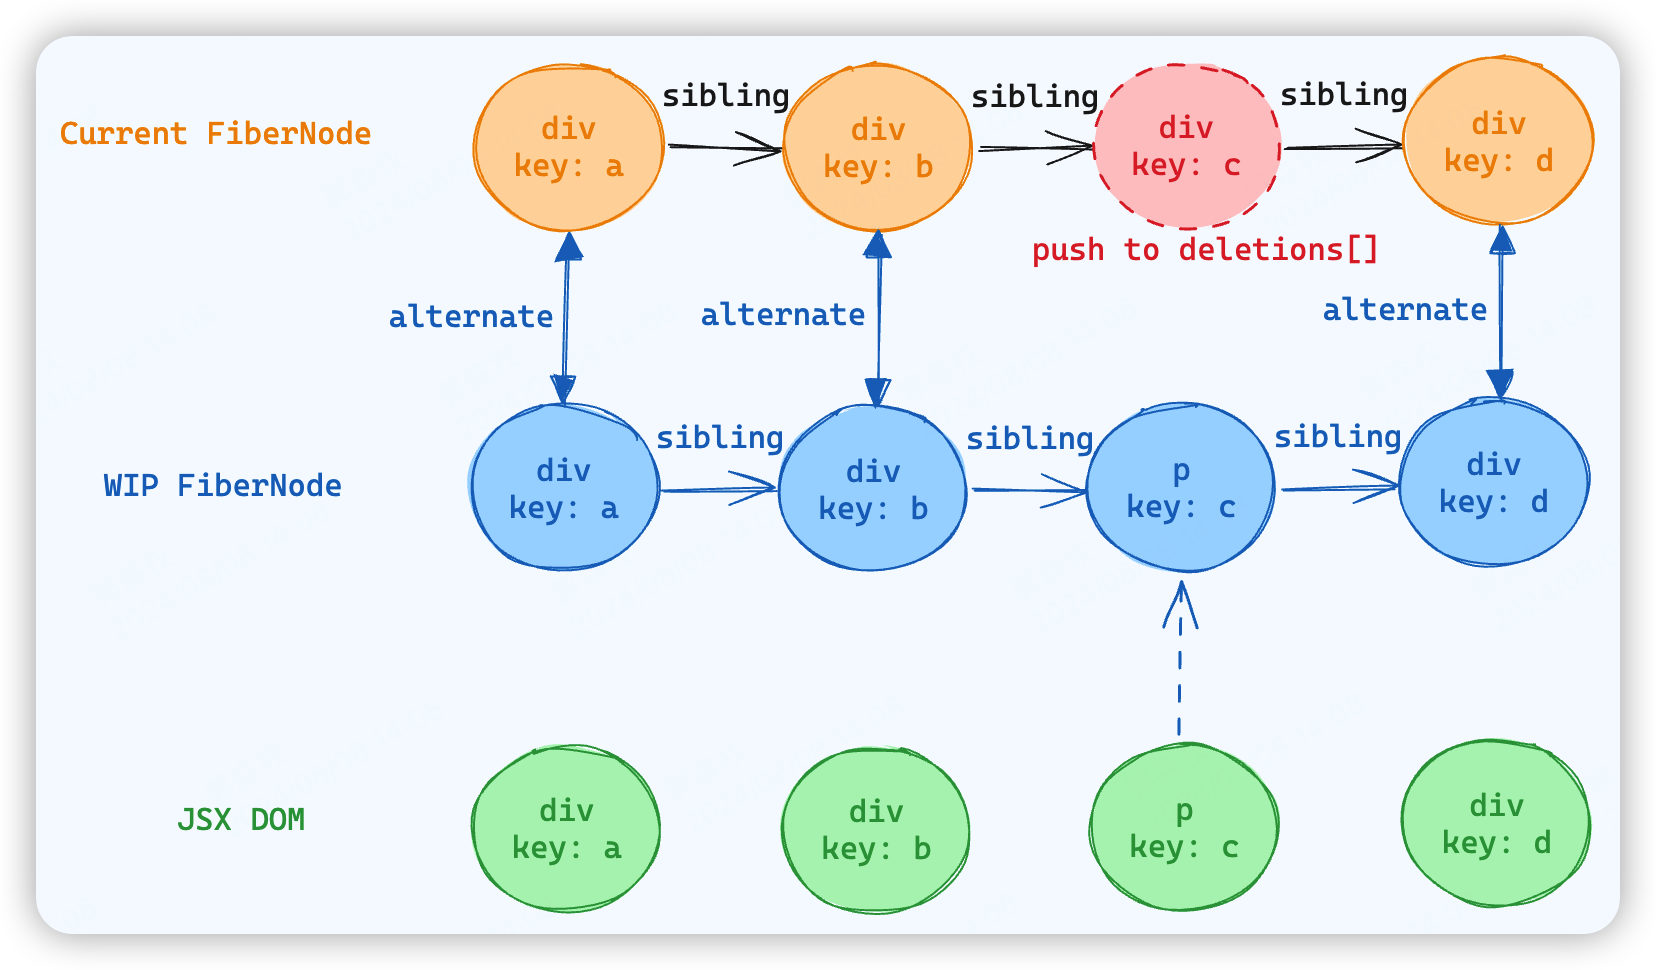 sibling
sibling
sibling
Current FiberNode
div
key: a
div
key: b
div
key: c
div
key: d
push to deletions[]
alternate
alternate
alternate
sibling
sibling
sibling
WIP FiberNode
div
key: a
div
key: b
p
key: c
div
key: d
JSX DOM
div
key: a
div
key: b
p
key: c
div
key: d